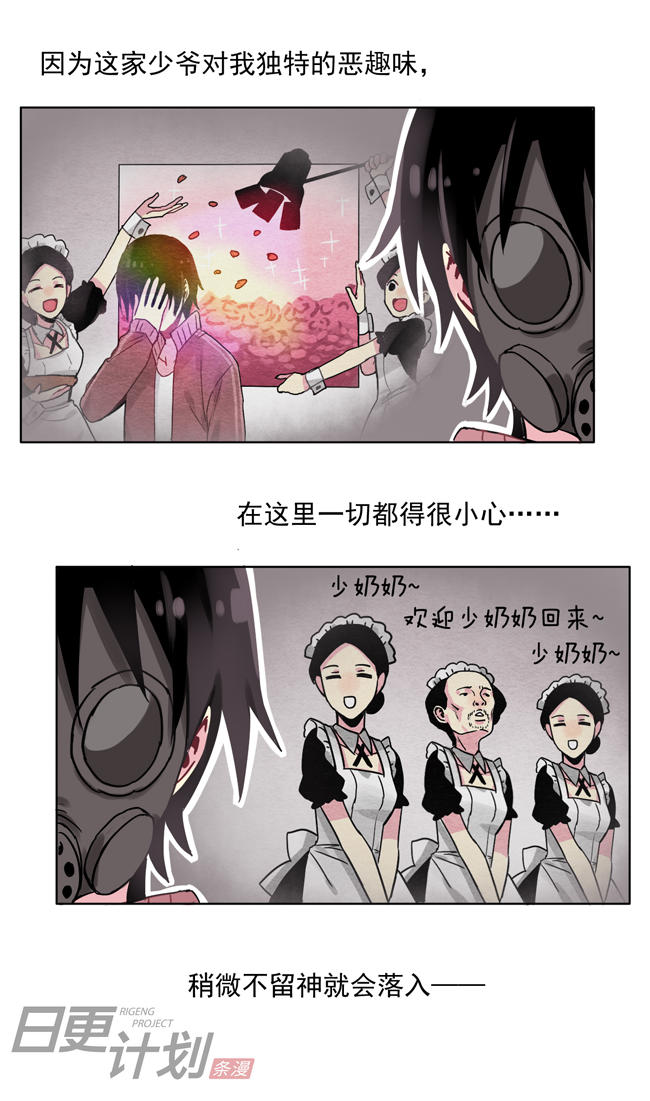 因为这家少爷对我独特的恶趣味，
在这里一切都得很小心……
少奶奶~
欢迎少奶奶回来~
少奶奶~
稍微不留神就会落入——
日更计划
RIGENG
PROJECT
条漫